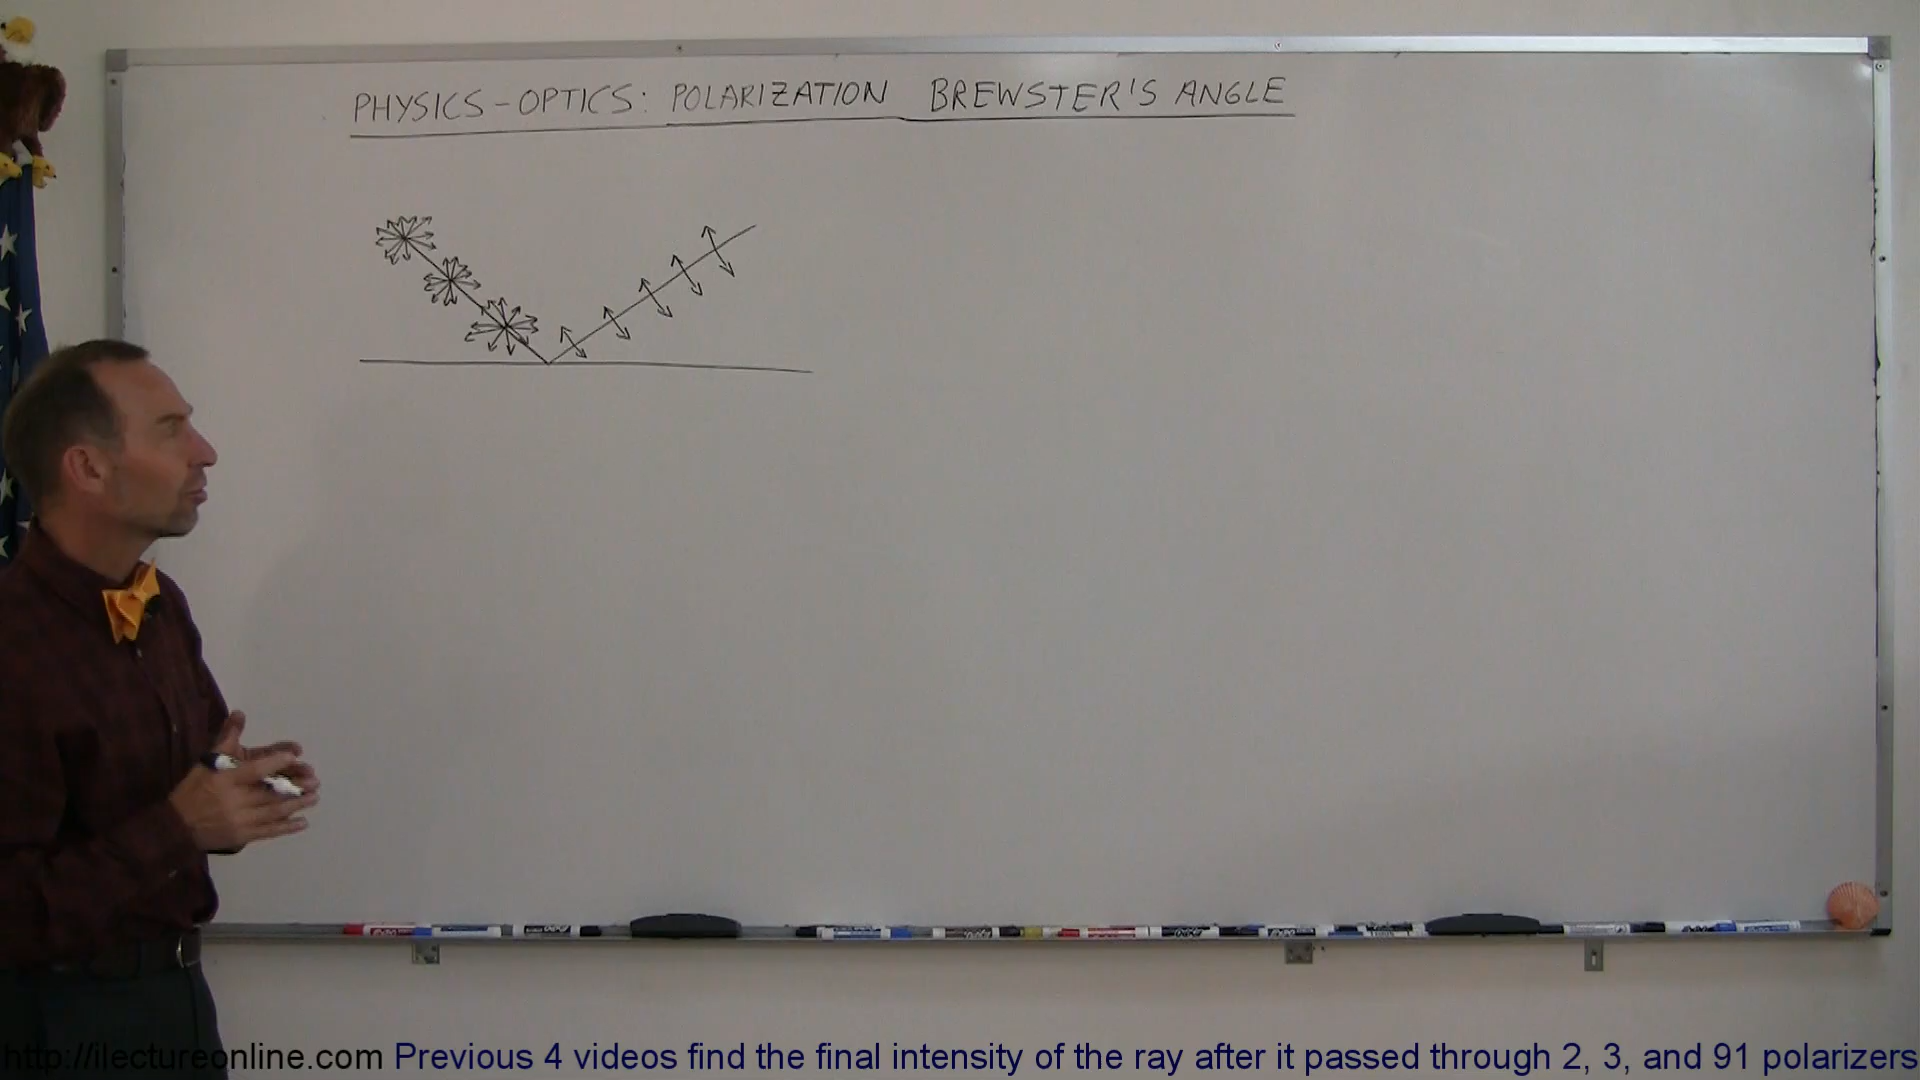 PHYSICS-OPTICS: POLARIZATION BREWSTER'S ANGLE
http://ilectureonline.com Previous 4 videos find the final intensity of the ray after it passed through 2, 3, and 91 polarizers